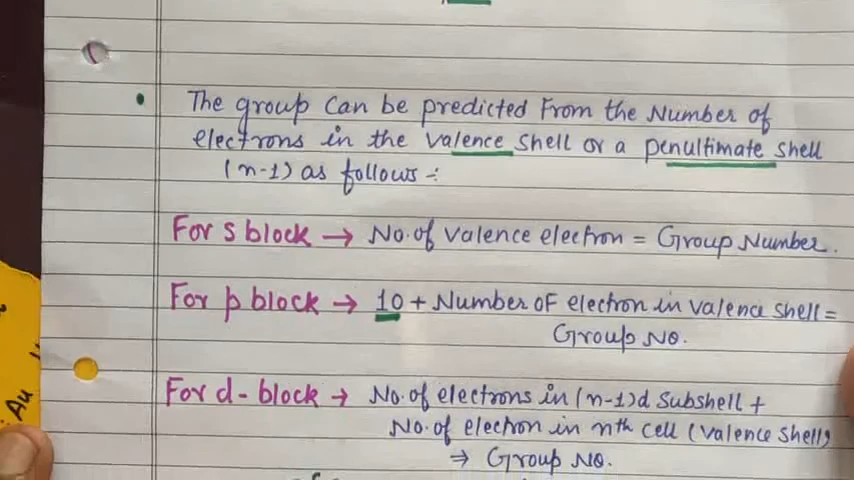 The group can be predicted From the Number of
electrons in the valence shell or a penultimate shell
(n-1) as follows :-
For s block → No. of valence electron = Group Number.
For p block → 10 + Number of electron in valence shell =
Group No.
For d-block → No. of electrons in (n-1)d Subshell +
No. of electron in nth cell (valence shell)
⇒ Group No.
Au